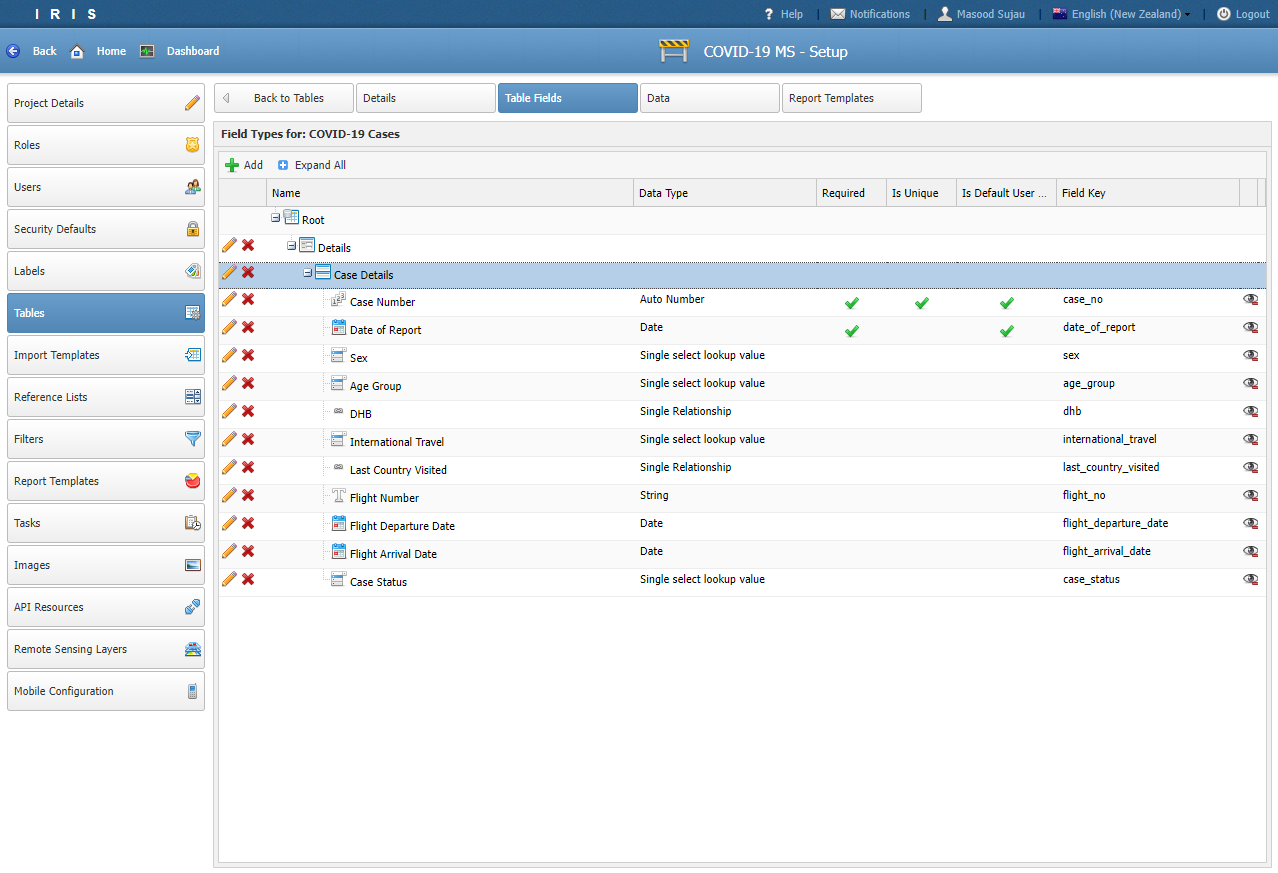 I R I S
Help
Notifications
Masood Sujau
English (New Zealand)
Logout
Back
Home
Dashboard
COVID-19 MS - Setup
Project Details
Roles
Users
Security Defaults
Labels
Tables
Import Templates
Reference Lists
Filters
Report Templates
Tasks
Images
API Resources
Remote Sensing Layers
Mobile Configuration
Back to Tables
Details
Table Fields
Data
Report Templates
Field Types for: COVID-19 Cases
Add
Expand All
Name Data Type Required Is Unique Is Default User ... Field Key
Root
Details
Case Details
Case Number Auto Number case_no
Date of Report Date date_of_report
Sex Single select lookup value sex
Age Group Single select lookup value age_group
DHB Single Relationship dhb
International Travel Single select lookup value international_travel
Last Country Visited Single Relationship last_country_visited
Flight Number String flight_no
Flight Departure Date Date flight_departure_date
Flight Arrival Date Date flight_arrival_date
Case Status Single select lookup value case_status